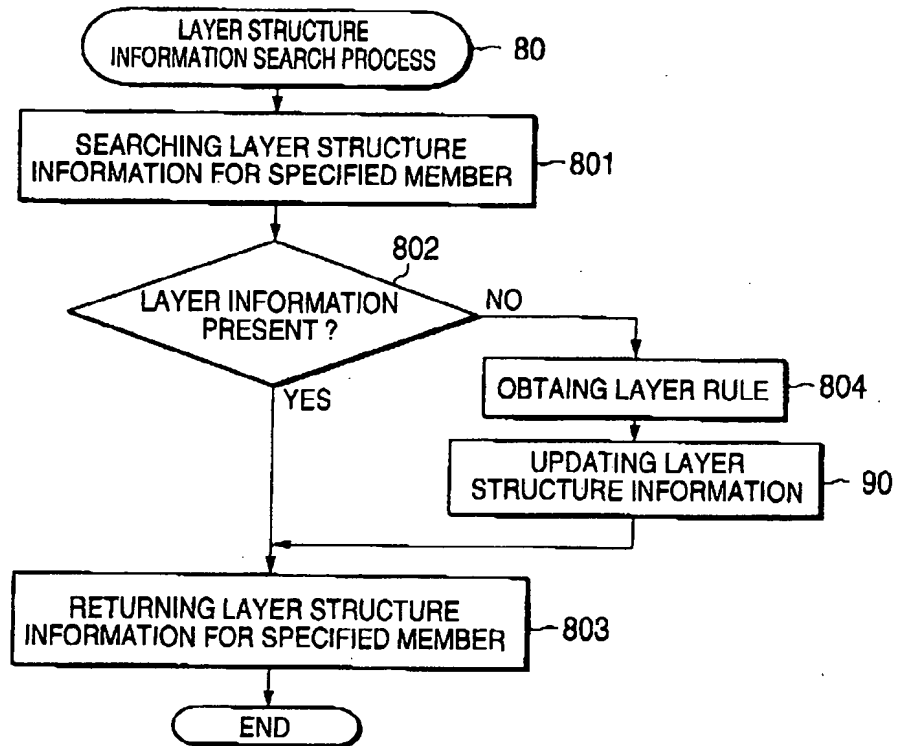 LAYER STRUCTURE
INFORMATION SEARCH PROCESS
80
SEARCHING LAYER STRUCTURE
INFORMATION FOR SPECIFIED MEMBER
801
802
LAYER INFORMATION
PRESENT ?
NO
YES
OBTAING LAYER RULE
804
UPDATING LAYER
STRUCTURE INFORMATION
90
RETURNING LAYER STRUCTURE
INFORMATION FOR SPECIFIED MEMBER
803
END